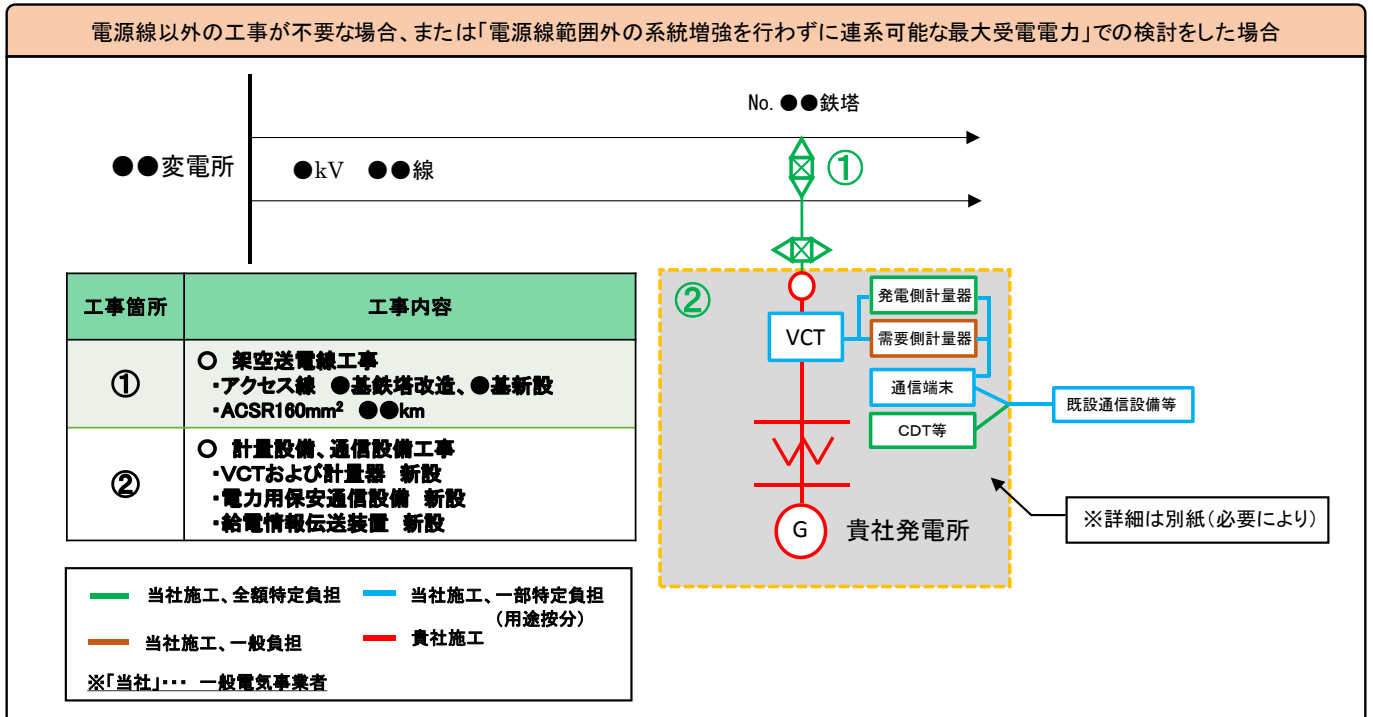 電源線以外の工事が不要な場合、または「電源線範囲外の系統増強を行わずに連系可能な最大受電電力」での検討をした場合
No. ●●鉄塔
●●変電所
●kV ●●線
①
工事箇所 工事内容
①
○ 架空送電線工事
・アクセス線 ●基鉄塔改造、●基新設
・ACSR160mm² ●●km
②
○ 計量設備、通信設備工事
・VCTおよび計量器 新設
・電力用保安通信設備 新設
・給電情報伝送装置 新設
②
VCT
発電側計量器
需要側計量器
通信端末
CDT等
既設通信設備等
G
貴社発電所
※詳細は別紙(必要により)
当社施工、全額特定負担
当社施工、一部特定負担
(用途按分)
当社施工、一般負担
貴社施工
※「当社」・・・ 一般電気事業者